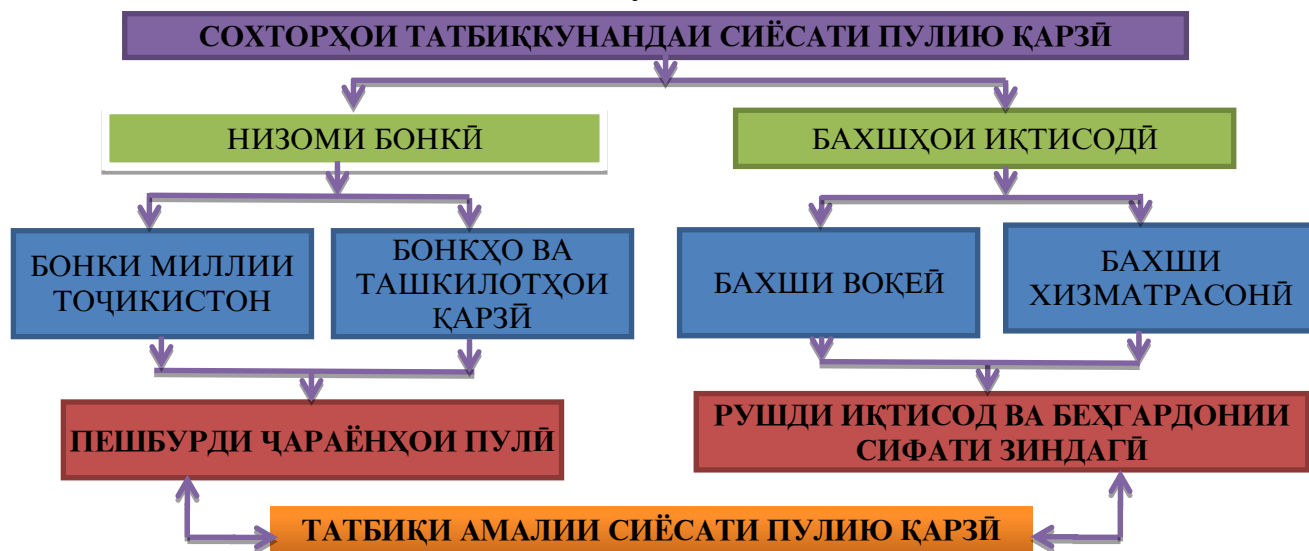 СОХТОРҲОИ ТАТБИҚКУНАНДАИ СИЁСАТИ ПУЛИЮ ҚАРЗӢ
НИЗОМИ БОНКӢ
БАХШҲОИ ИҚТИСОДӢ
БОНКИ МИЛЛИИ
ТОҶИКИСТОН
БОНКҲО ВА
ТАШКИЛОТҲОИ
ҚАРЗӢ
БАХШИ ВОҚЕӢ
БАХШИ
ХИЗМАТРАСОНӢ
ПЕШБУРДИ ҶАРАЁНҲОИ ПУЛӢ
РУШДИ ИҚТИСОД ВА БЕҲГАРДОНИИ
СИФАТИ ЗИНДАГӢ
ТАТБИҚИ АМАЛИИ СИЁСАТИ ПУЛИЮ ҚАРЗӢ